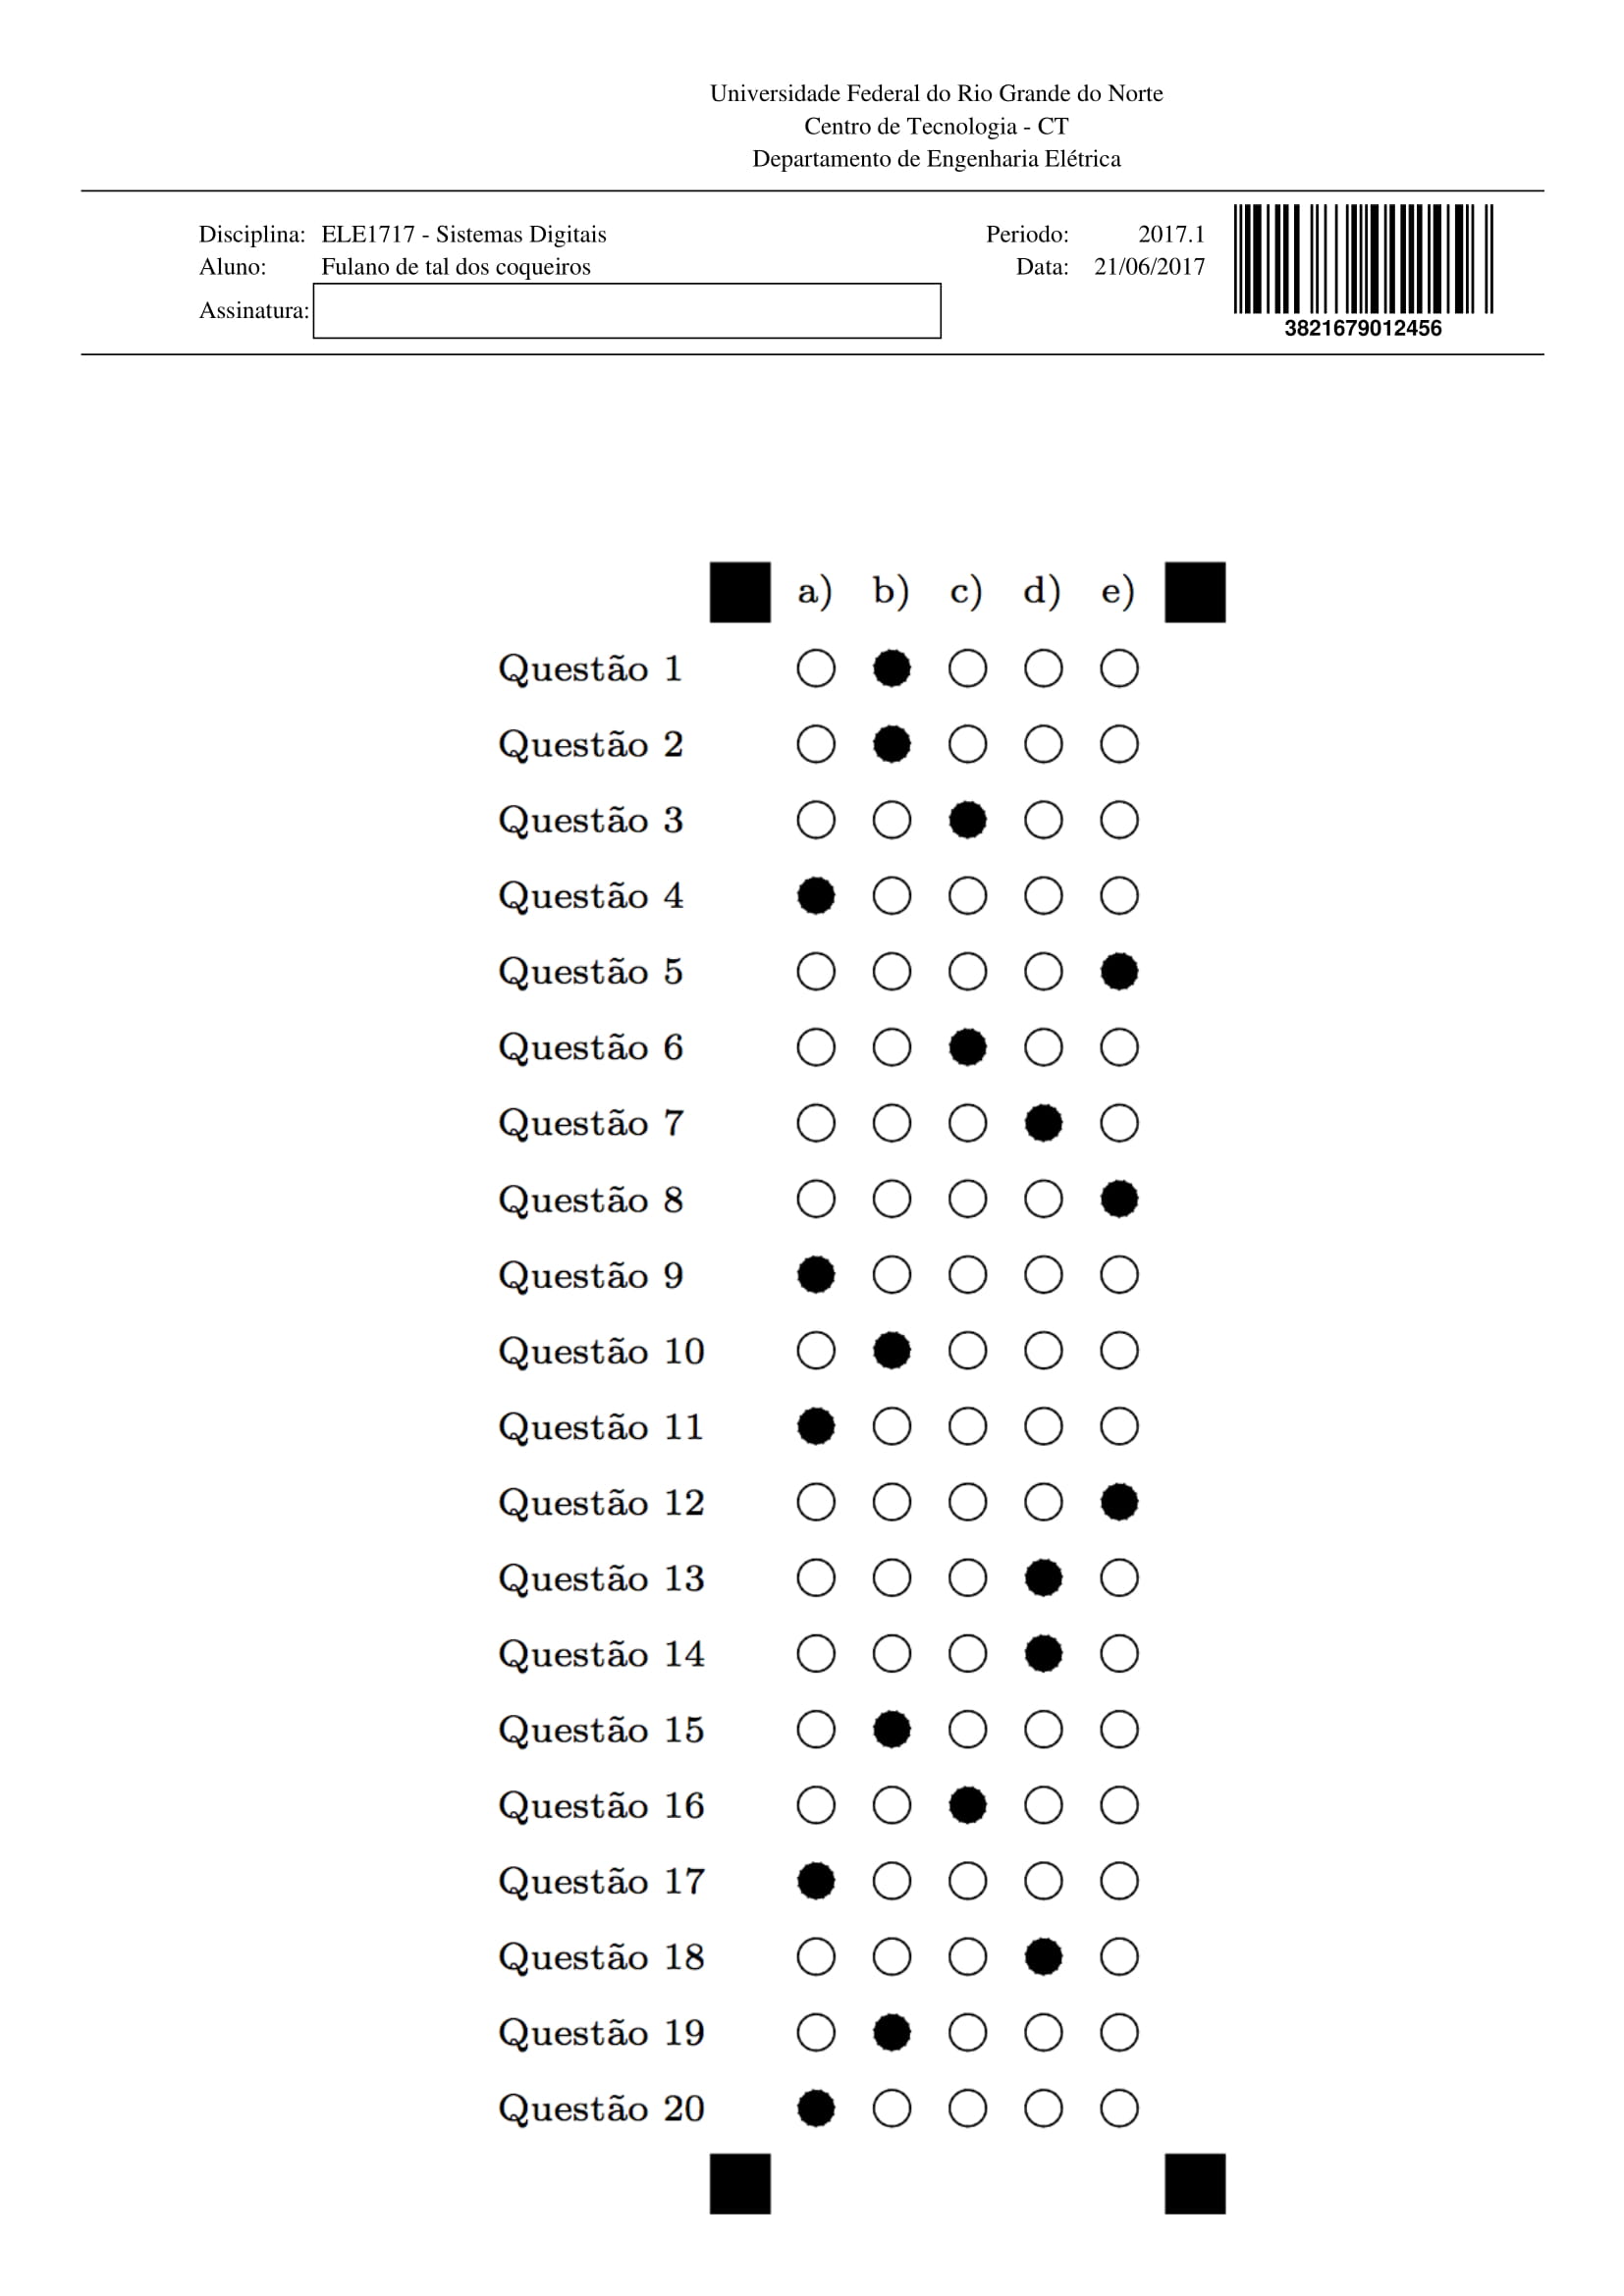 Universidade Federal do Rio Grande do Norte
Centro de Tecnologia - CT
Departamento de Engenharia Elétrica
Disciplina: ELE1717 - Sistemas Digitais Periodo: 2017.1
Aluno: Fulano de tal dos coqueiros Data: 21/06/2017
Assinatura:
3821679012456
a) b) c) d) e)
Questão 1
Questão 2
Questão 3
Questão 4
Questão 5
Questão 6
Questão 7
Questão 8
Questão 9
Questão 10
Questão 11
Questão 12
Questão 13
Questão 14
Questão 15
Questão 16
Questão 17
Questão 18
Questão 19
Questão 20